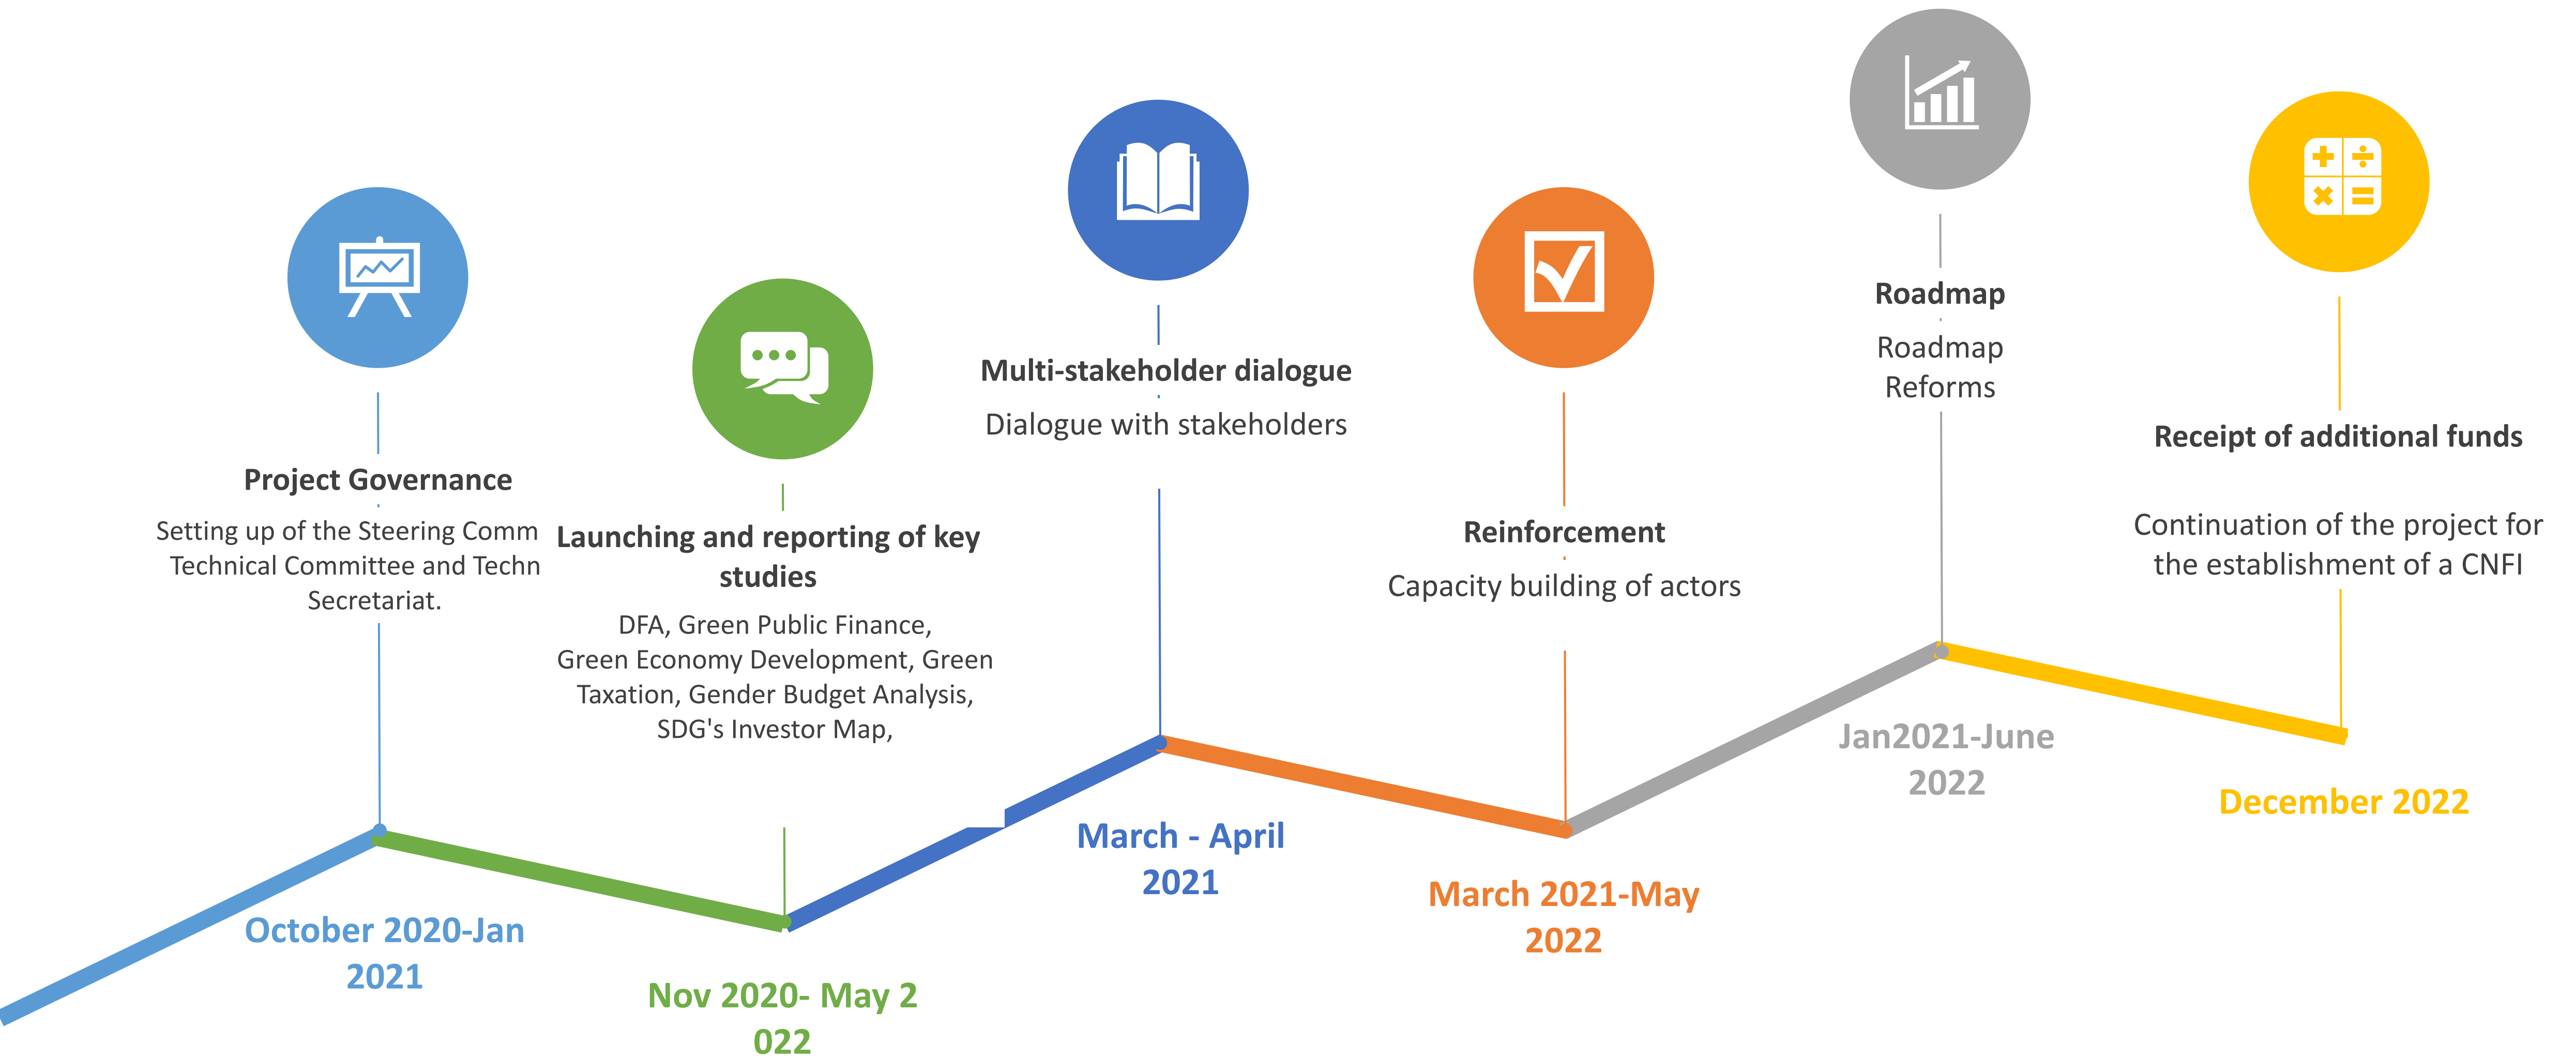 Project Governance
Setting up of the Steering Comm
Technical Committee and Techn
Secretariat.
October 2020-Jan
2021
Launching and reporting of key
studies
DFA, Green Public Finance,
Green Economy Development, Green
Taxation, Gender Budget Analysis,
SDG's Investor Map,
Nov 2020- May 2
022
Multi-stakeholder dialogue
Dialogue with stakeholders
March - April
2021
Reinforcement
Capacity building of actors
March 2021-May
2022
Roadmap
Roadmap
Reforms
Jan2021-June
2022
Receipt of additional funds
Continuation of the project for
the establishment of a CNFI
December 2022